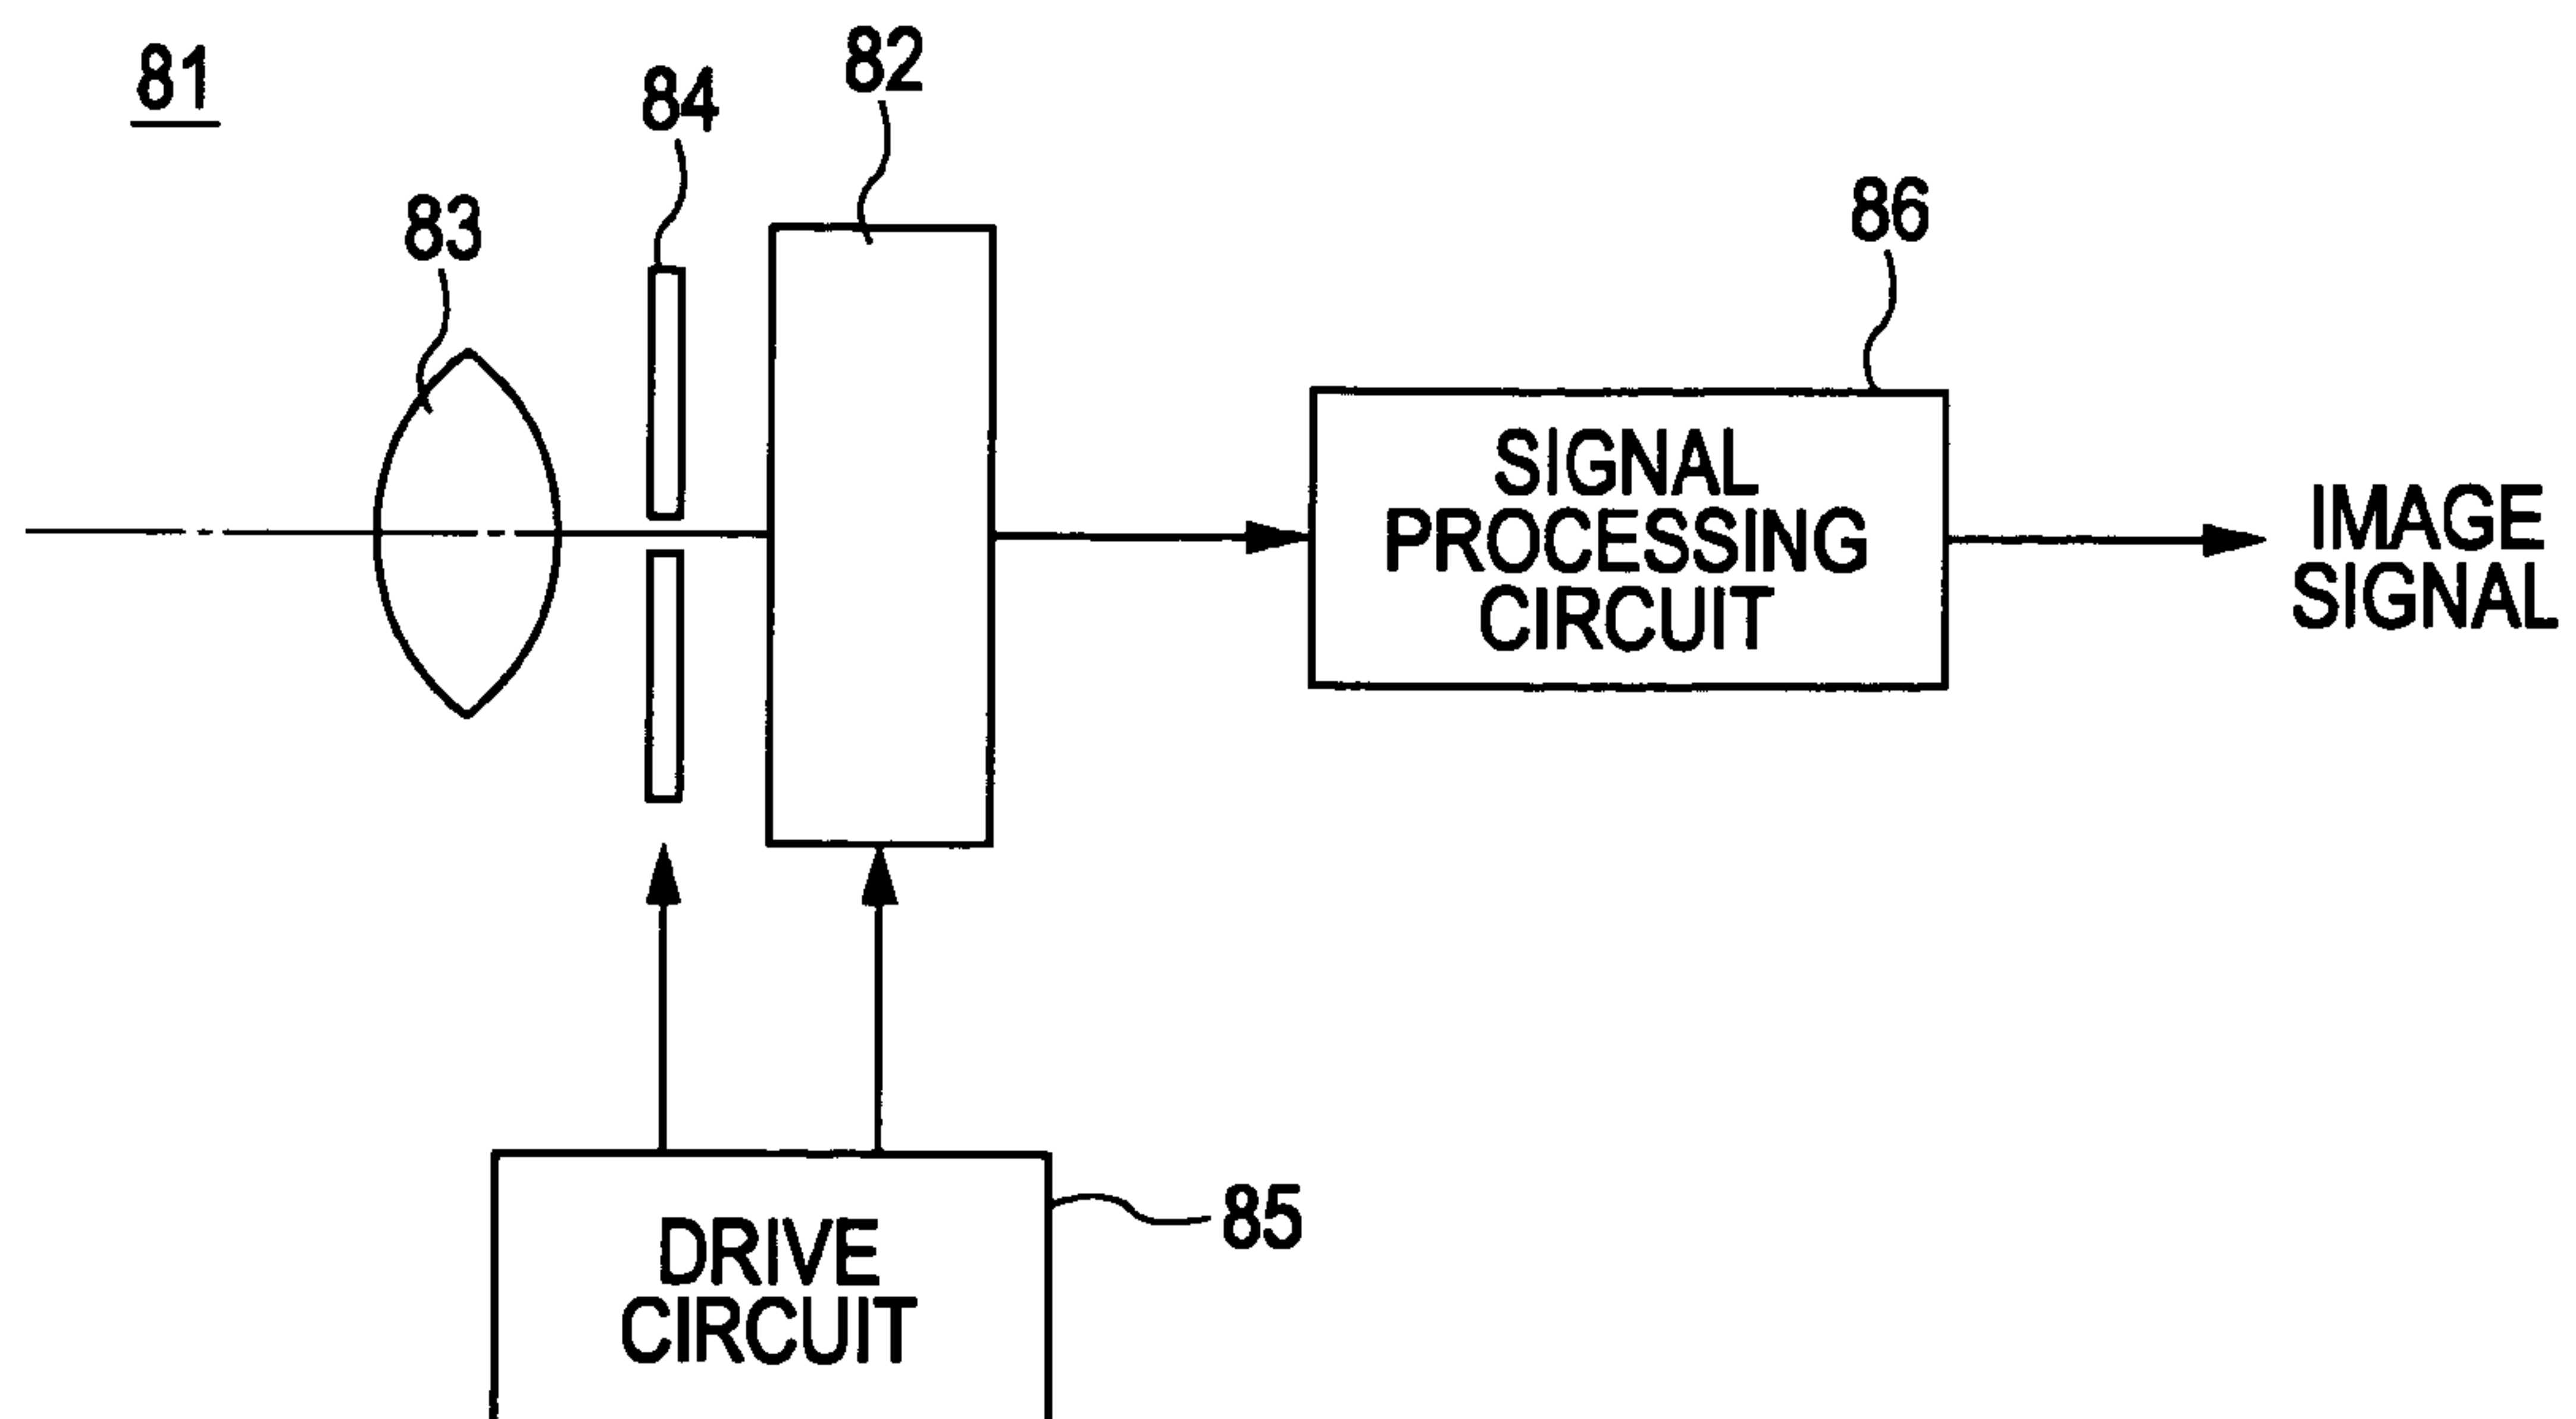 81
82
84
83
86
SIGNAL
PROCESSING
CIRCUIT
IMAGE
SIGNAL
85
DRIVE
CIRCUIT